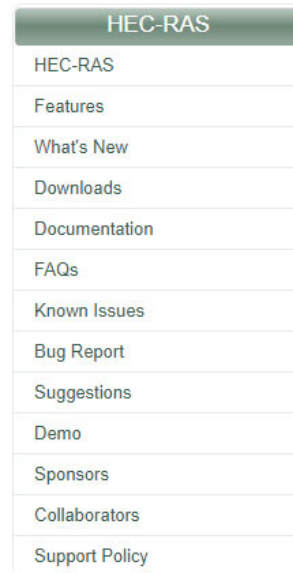 HEC-RAS
HEC-RAS
Features
What's New
Downloads
Documentation
FAQs
Known Issues
Bug Report
Suggestions
Demo
Sponsors
Collaborators
Support Policy